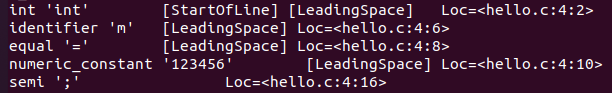 int 'int' [StartOfLine] [LeadingSpace] Loc=<hello.c:4:2>
identifier 'm' [LeadingSpace] Loc=<hello.c:4:6>
equal '=' [LeadingSpace] Loc=<hello.c:4:8>
numeric_constant '123456' [LeadingSpace] Loc=<hello.c:4:10>
semi ';' Loc=<hello.c:4:16>